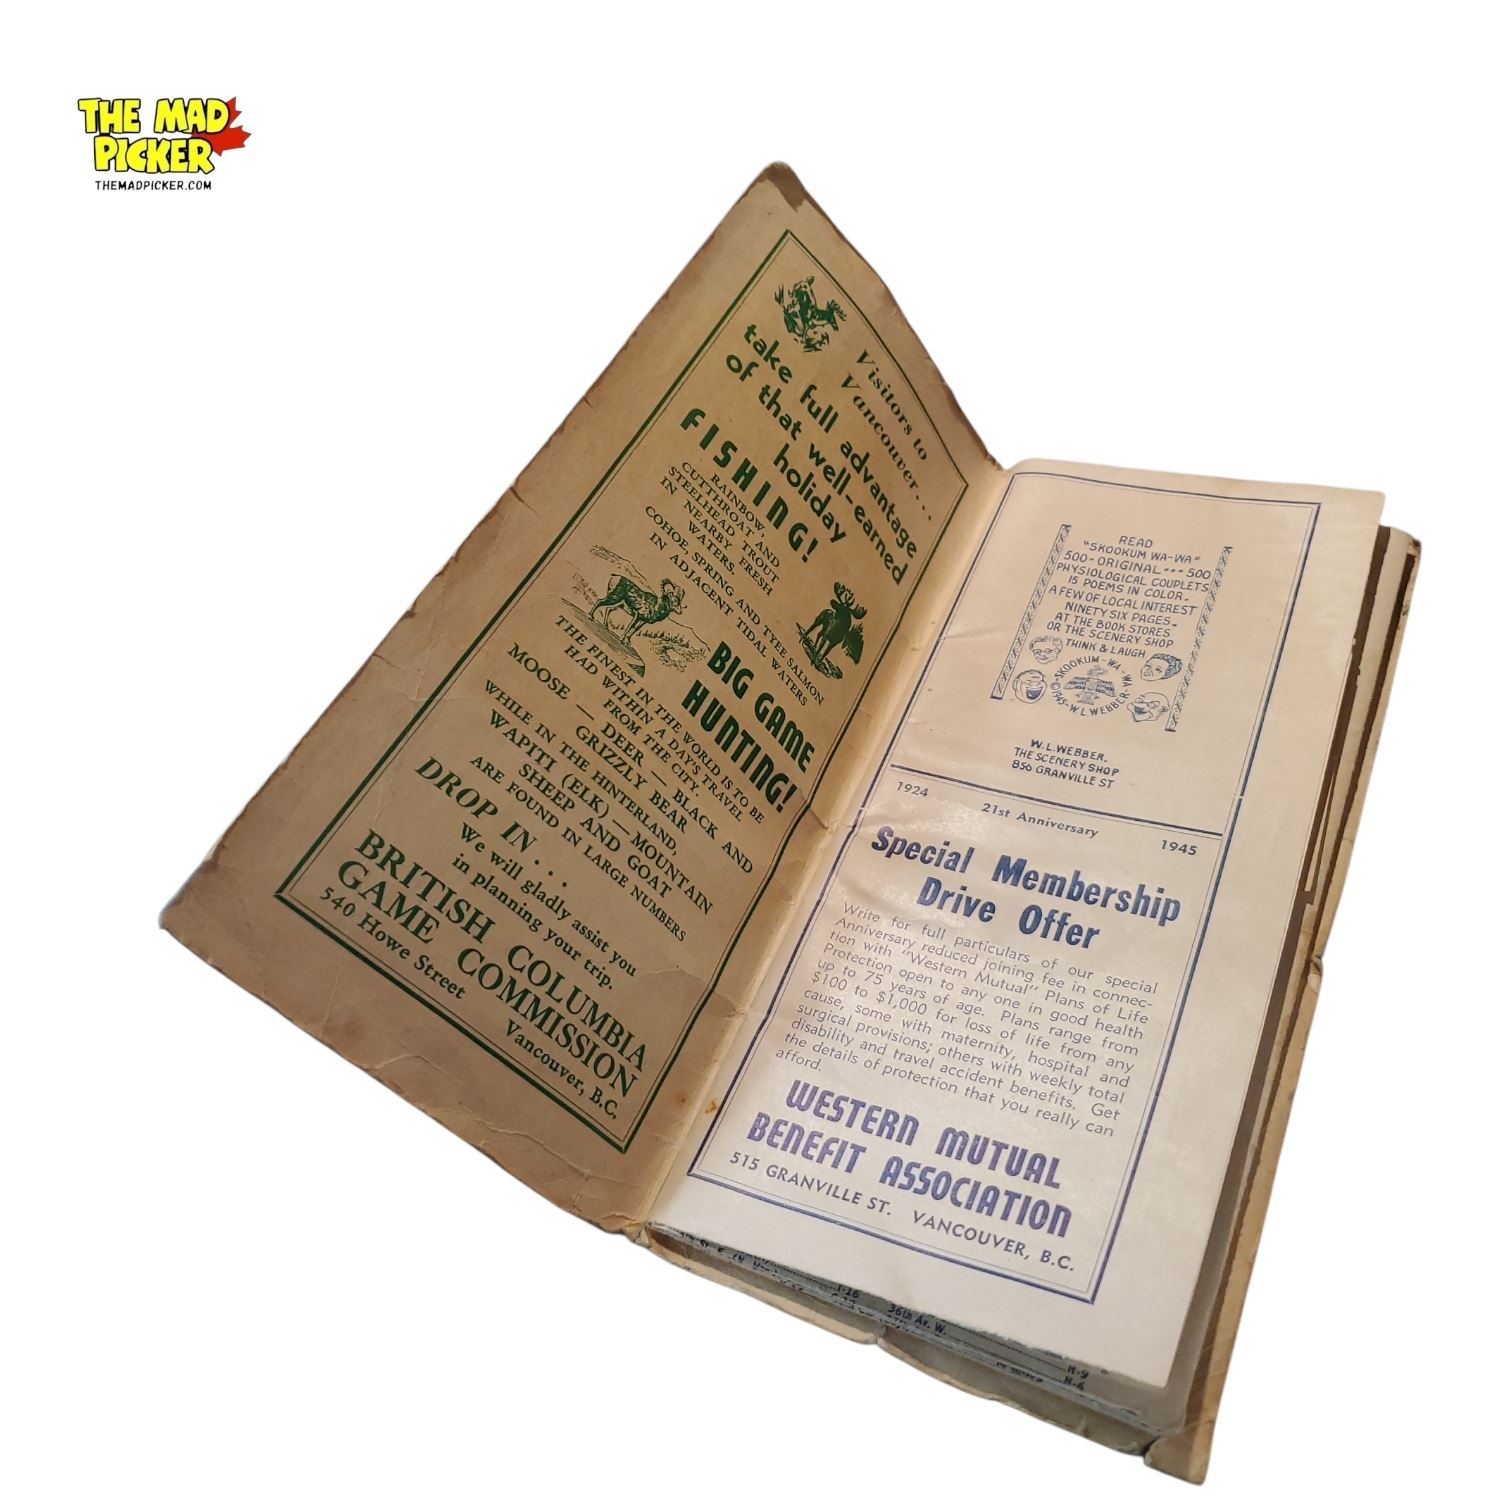 THE MAD
PICKER
THEMADPICKER.COM
Visitors to
Vancouver...
take full advantage
of that well-earned
holiday
FISHING!
RAINBOW,
CUTTHROAT AND
STEELHEAD TROUT
IN NEARBY FRESH
WATERS.
COHOE, SPRING AND TYEE SALMON
IN ADJACENT TIDAL WATERS
BIG GAME
HUNTING!
THE FINEST IN THE WORLD IS TO BE
HAD WITHIN A DAY'S TRAVEL
FROM THE CITY.
MOOSE — DEER — BLACK AND
GRIZZLY BEAR
WHILE IN THE HINTERLAND,
WAPITI (ELK) — MOUNTAIN
SHEEP AND GOAT
ARE FOUND IN LARGE NUMBERS
DROP IN...
We will gladly assist you
in planning your trip.
BRITISH COLUMBIA
GAME COMMISSION
540 Howe Street
Vancouver, B.C.
READ
"SKOOKUM WA-WA"
500 - ORIGINAL --- 500
PHYSIOLOGICAL COUPLETS
15 POEMS IN COLOR.
A FEW OF LOCAL INTEREST
NINETY SIX PAGES.
AT THE BOOK STORES
OR THE SCENERY SHOP
THINK & LAUGH
SKOOKUM-WA-WA
©1945-W.L.WEBBER
W.L.WEBBER.
THE SCENERY SHOP
856 GRANVILLE ST
1924 21st Anniversary 1945
Special Membership
Drive Offer
Write for full particulars of our special
Anniversary reduced joining fee in connec-
tion with "Western Mutual" Plans of Life
Protection open to any one in good health
up to 75 years of age. Plans range from
$100 to $1,000 for loss of life from any
cause, some with maternity, hospital and
surgical provisions; others with weekly total
disability and travel accident benefits. Get
the details of protection that you really can
afford.
WESTERN MUTUAL
BENEFIT ASSOCIATION
515 GRANVILLE ST. VANCOUVER, B.C.
I-16
36th Av. W.
H-9
H-6